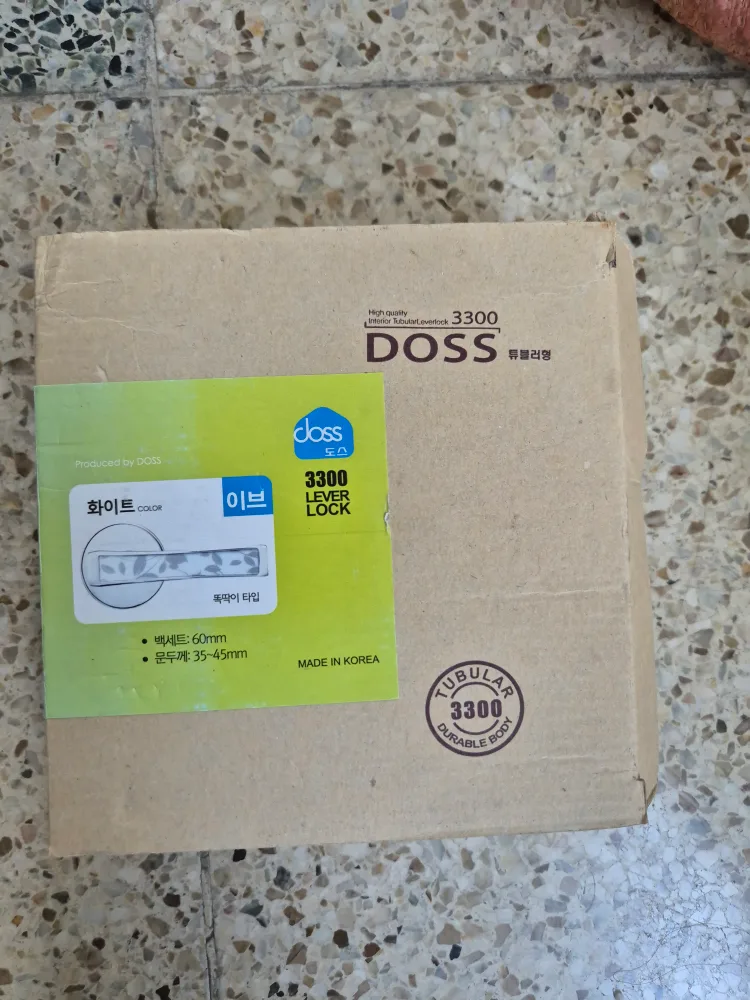 High quality
Interior TubularLeverlock 3300
DOSS 튜블러형
doss
도스
Produced by DOSS
3300
LEVER
LOCK
화이트 COLOR
이브
똑딱이 타입
• 백세트: 60mm
• 문두께: 35~45mm
MADE IN KOREA
TUBULAR
3300
DURABLE BODY